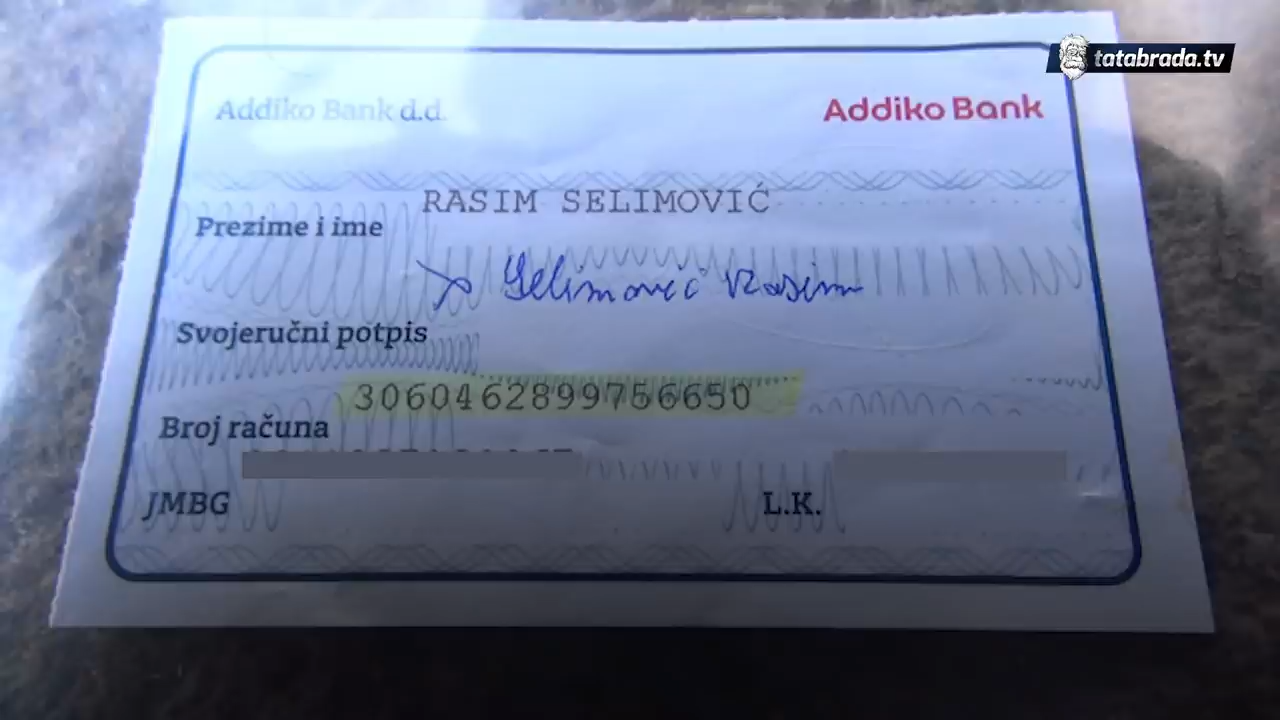 tatabrada.tv
Addiko Bank d.d.
Addiko Bank
RASIM SELIMOVIĆ
Prezime i ime
Selimović Rasim
Svojeručni potpis
3060462899756650
Broj računa
JMBG
L.K.